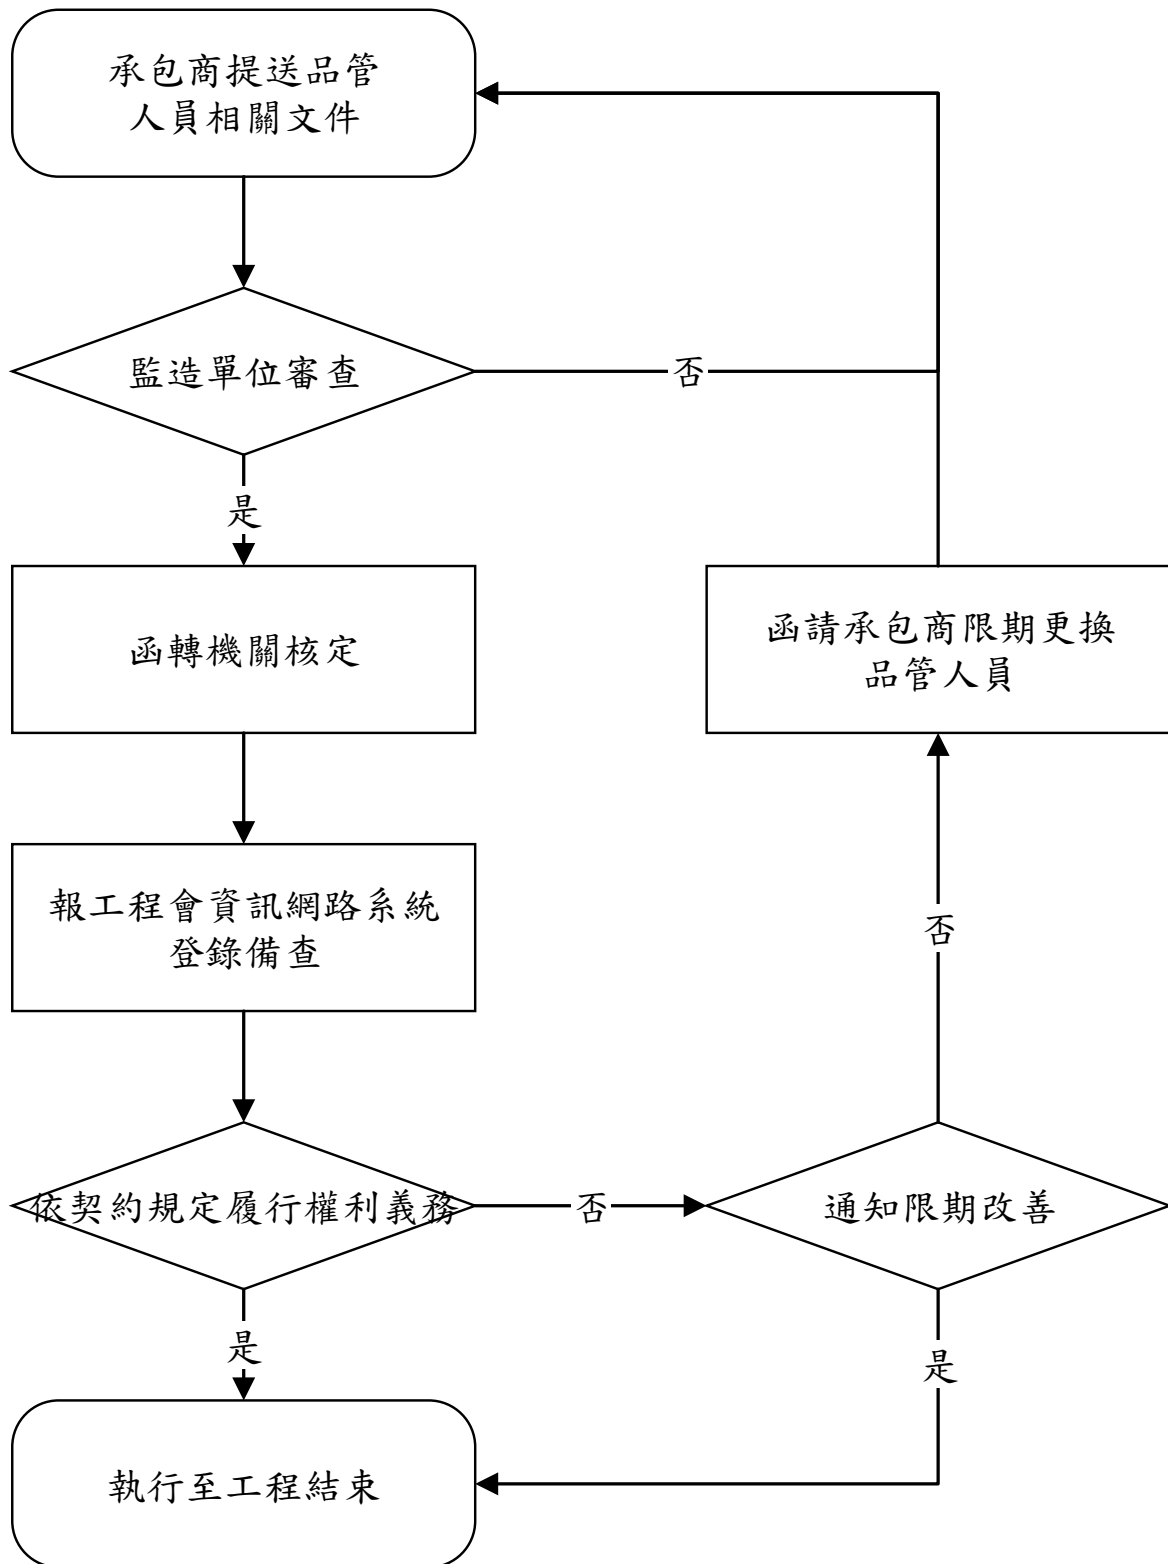 承包商提送品管
人員相關文件
監造單位審查
否
是
函轉機關核定
函請承包商限期更換
品管人員
報工程會資訊網路系統
登錄備查
否
依契約規定履行權利義務
否
通知限期改善
是
是
執行至工程結束